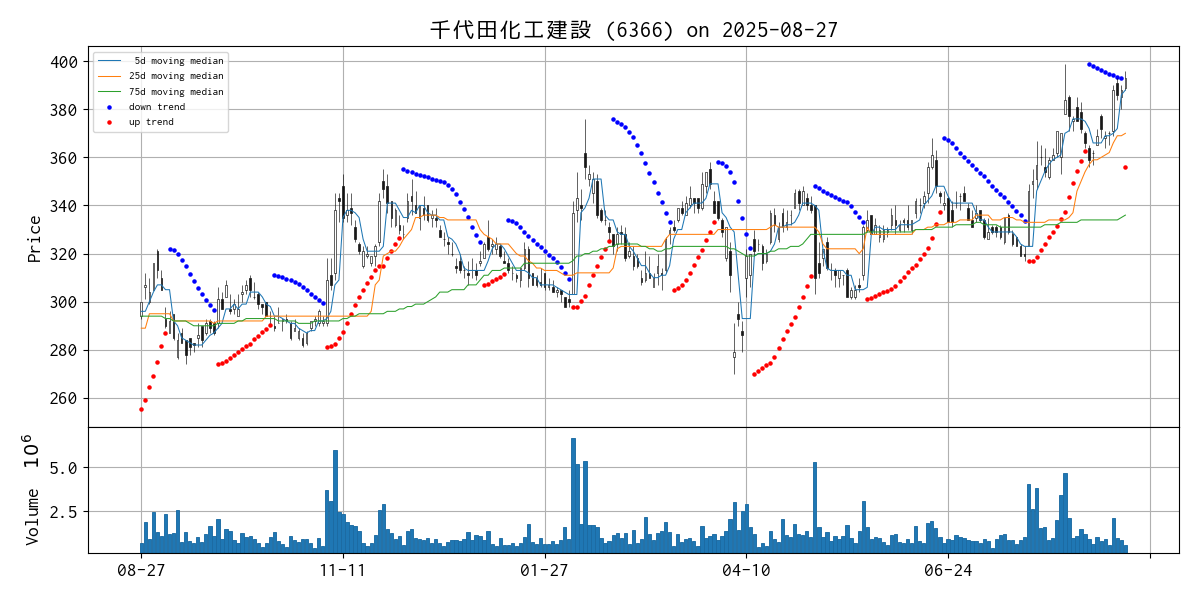 千代田化工建設 (6366) on 2025-08-27
5d moving median
25d moving median
75d moving median
down trend
up trend
Price
400
380
360
340
320
300
280
260
Volume 10^6
5.0
2.5
08-27
11-11
01-27
04-10
06-24